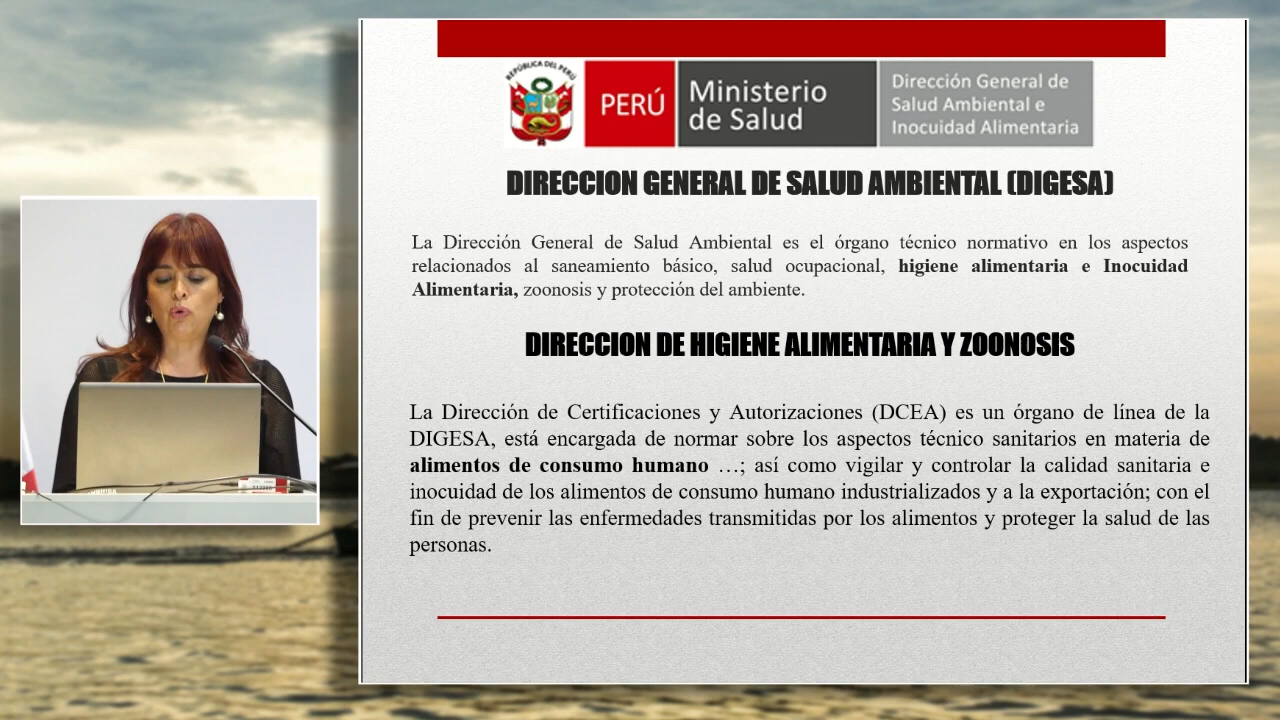 REPÚBLICA DEL PERÚ
PERÚ
Ministerio
de Salud
Dirección General de
Salud Ambiental e
Inocuidad Alimentaria
DIRECCION GENERAL DE SALUD AMBIENTAL (DIGESA)
La Dirección General de Salud Ambiental es el órgano técnico normativo en los aspectos
relacionados al saneamiento básico, salud ocupacional, higiene alimentaria e Inocuidad
Alimentaria, zoonosis y protección del ambiente.
DIRECCION DE HIGIENE ALIMENTARIA Y ZOONOSIS
La Dirección de Certificaciones y Autorizaciones (DCEA) es un órgano de línea de la
DIGESA, está encargada de normar sobre los aspectos técnico sanitarios en materia de
alimentos de consumo humano …; así como vigilar y controlar la calidad sanitaria e
inocuidad de los alimentos de consumo humano industrializados y a la exportación; con el
fin de prevenir las enfermedades transmitidas por los alimentos y proteger la salud de las
personas.